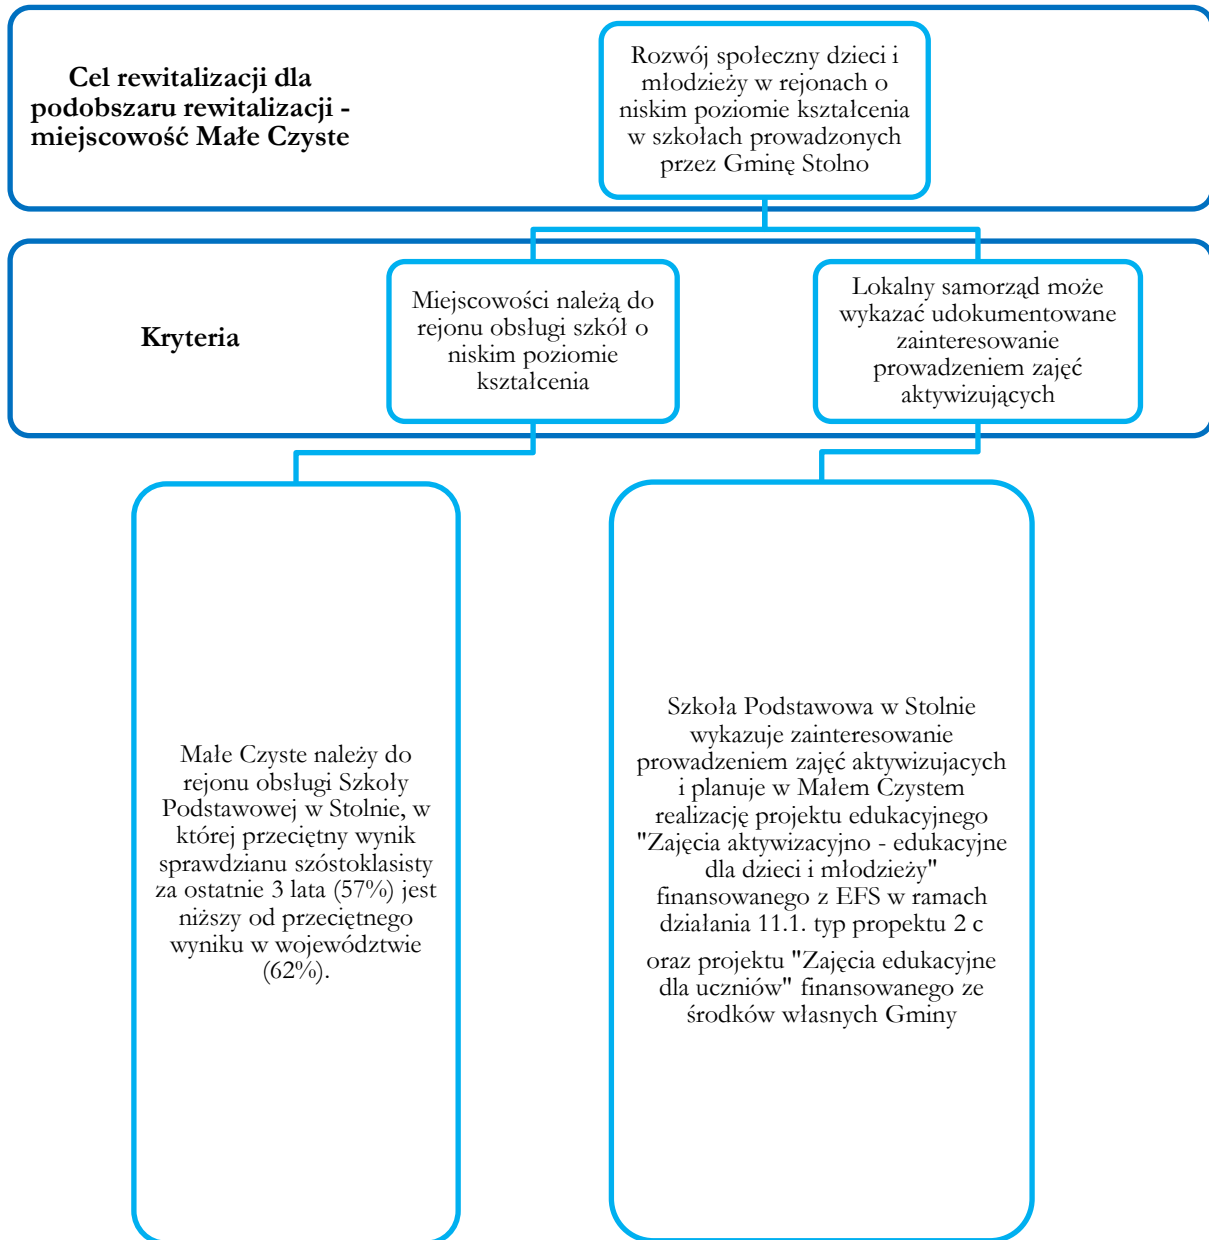 Cel rewitalizacji dla
podobszaru rewitalizacji -
miejscowość Małe Czyste
Rozwój społeczny dzieci i
młodzieży w rejonach o
niskim poziomie kształcenia
w szkołach prowadzonych
przez Gminę Stolno
Kryteria
Miejscowości należą do
rejonu obsługi szkół o
niskim poziomie
kształcenia
Lokalny samorząd może
wykazać udokumentowane
zainteresowanie
prowadzeniem zajęć
aktywizujących
Małe Czyste należy do
rejonu obsługi Szkoły
Podstawowej w Stolnie, w
której przeciętny wynik
sprawdzianu szóstoklasisty
za ostatnie 3 lata (57%) jest
niższy od przeciętnego
wyniku w województwie
(62%).
Szkoła Podstawowa w Stolnie
wykazuje zainteresowanie
prowadzeniem zajęć aktywizujacych
i planuje w Małem Czystem
realizację projektu edukacyjnego
"Zajęcia aktywizacyjno - edukacyjne
dla dzieci i młodzieży"
finansowanego z EFS w ramach
działania 11.1. typ propektu 2 c
oraz projektu "Zajęcia edukacyjne
dla uczniów" finansowanego ze
środków własnych Gminy